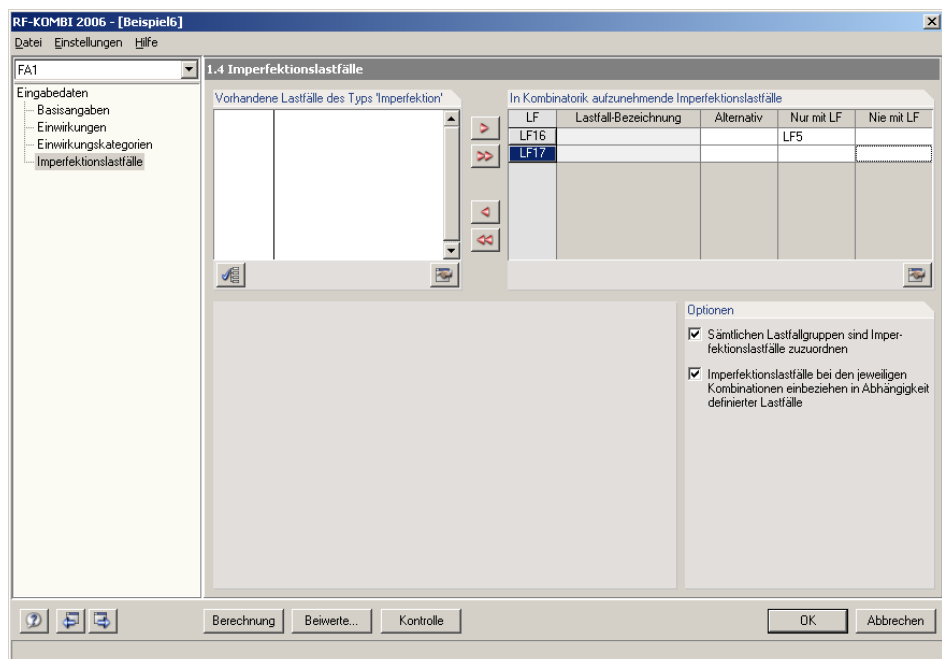 RF-KOMBI 2006 - [Beispiel6]
Datei Einstellungen Hilfe
FA1
Eingabedaten
Basisangaben
Einwirkungen
Einwirkungskategorien
Imperfektionslastfälle
1.4 Imperfektionslastfälle
Vorhandene Lastfälle des Typs 'Imperfektion'
In Kombinatorik aufzunehmende Imperfektionslastfälle
LF Lastfall-Bezeichnung Alternativ Nur mit LF Nie mit LF
LF16 LF5
LF17
Optionen
Sämtlichen Lastfallgruppen sind Imper-
fektionslastfälle zuzuordnen
Imperfektionslastfälle bei den jeweiligen
Kombinationen einbeziehen in Abhängigkeit
definierter Lastfälle
Berechnung Beiwerte... Kontrolle OK Abbrechen